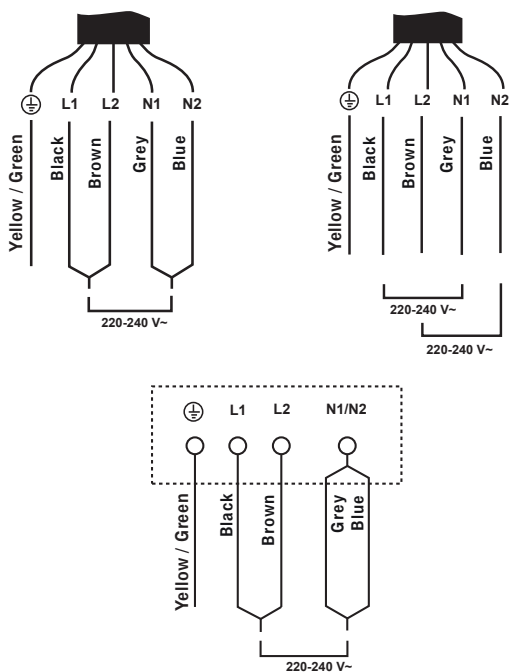 L1 L2 N1 N2
Yellow / Green
Black
Brown
Grey
Blue
220-240 V~
L1 L2 N1 N2
Yellow / Green
Black
Brown
Grey
Blue
220-240 V~
220-240 V~
L1 L2 N1/N2
Yellow / Green
Black
Brown
Grey
Blue
220-240 V~